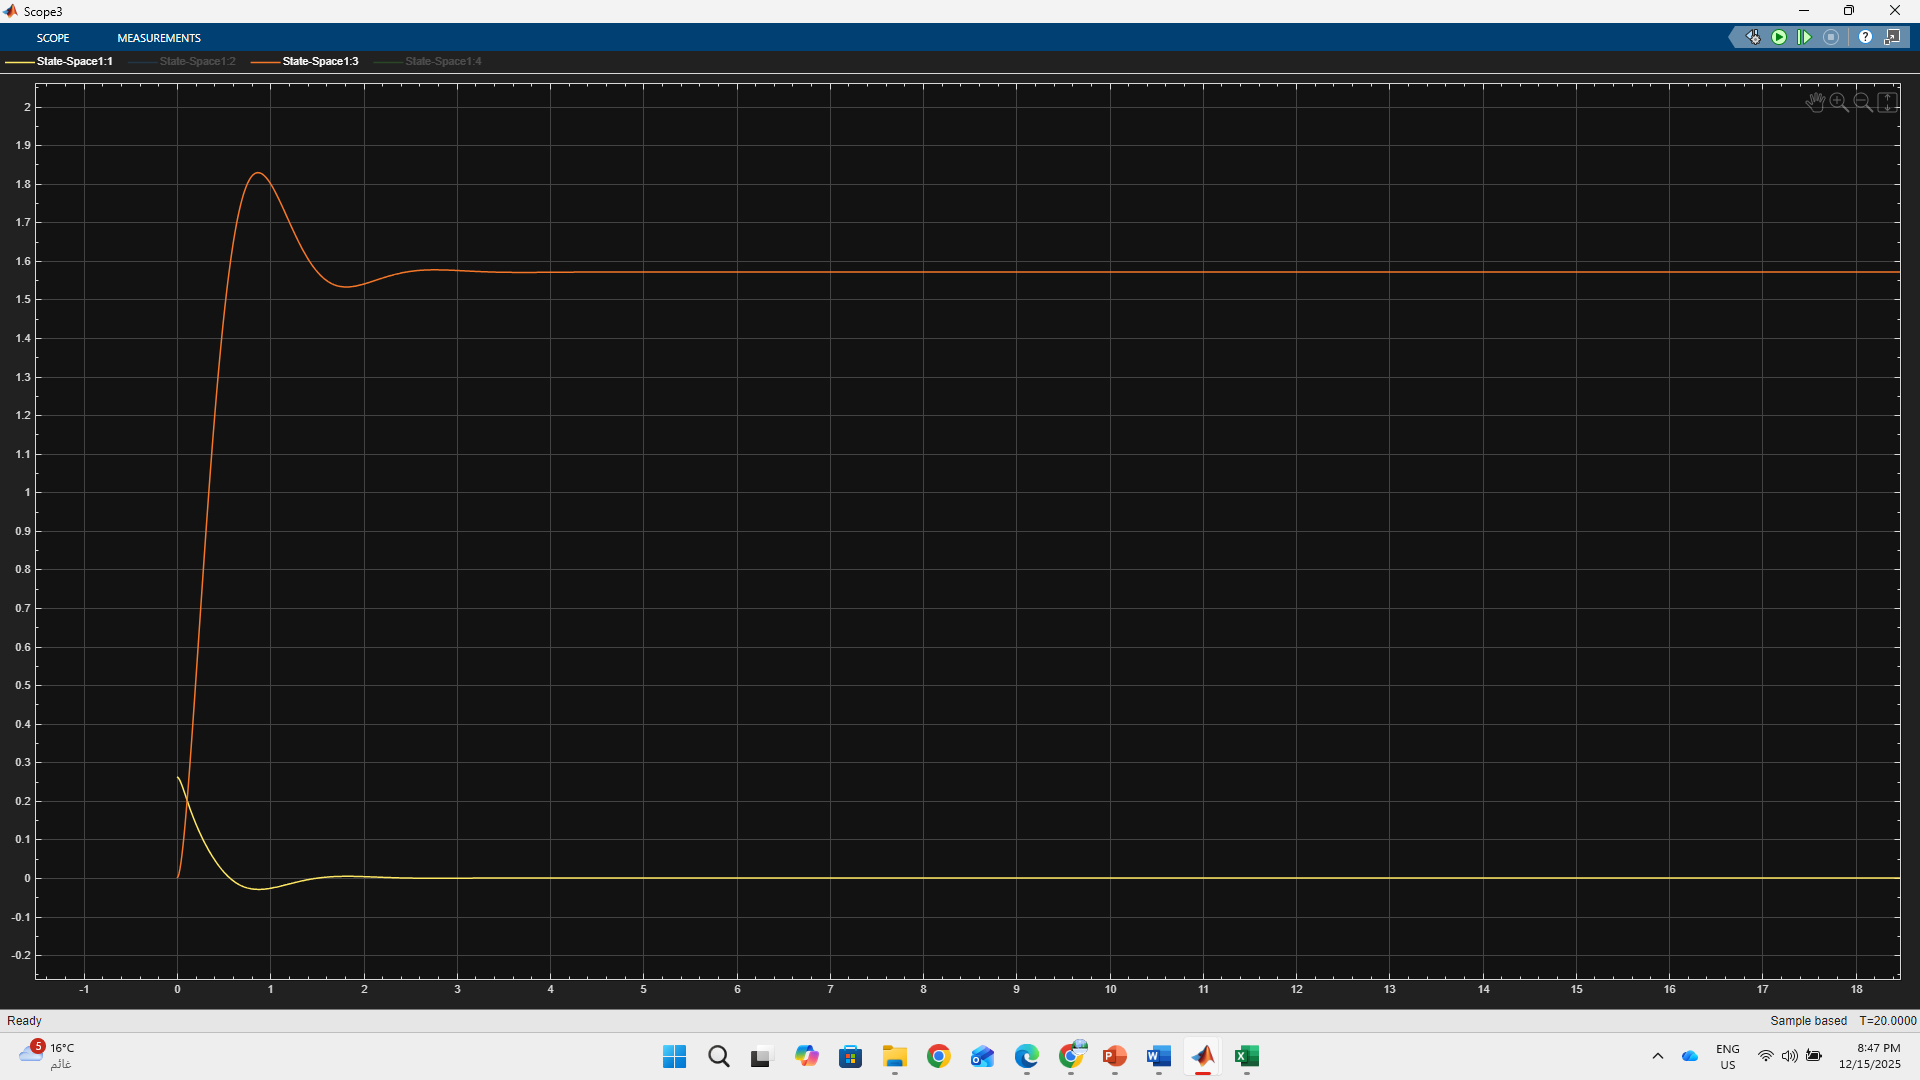 Scope3
SCOPE MEASUREMENTS
?
State-Space1:1 State-Space1:2 State-Space1:3 State-Space1:4
2
1.9
1.8
1.7
1.6
1.5
1.4
1.3
1.2
1.1
1
0.9
0.8
0.7
0.6
0.5
0.4
0.3
0.2
0.1
0
-0.1
-0.2
-1 0 1 2 3 4 5 6 7 8 9 10 11 12 13 14 15 16 17 18
Ready Sample based T=20.0000
5 16°C
غائم
ENG
US
8:47 PM
12/15/2025